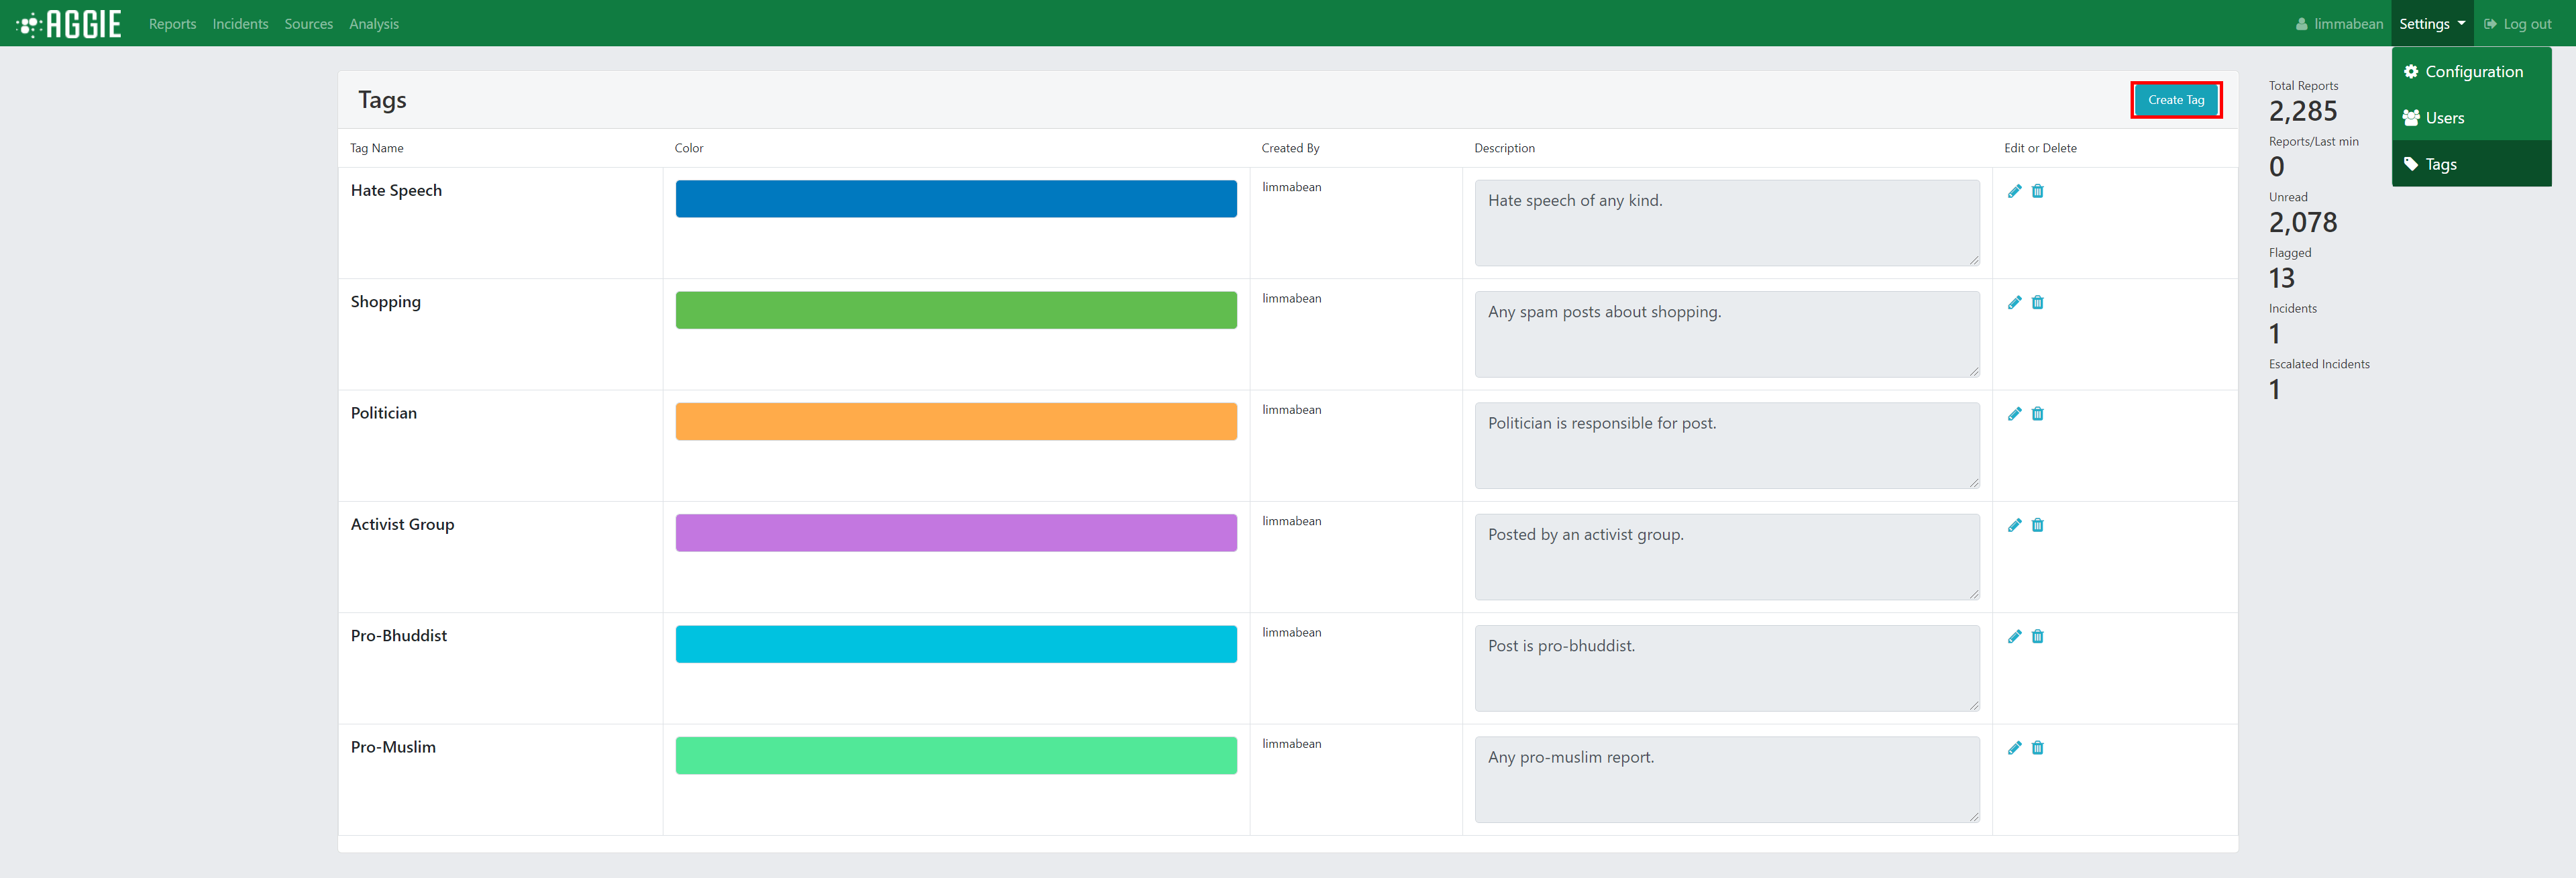 AGGIE Reports Incidents Sources Analysis limmabean Settings Log out
Configuration
Users
Tags
Tags Create Tag
Tag Name Color Created By Description Edit or Delete
Hate Speech limmabean Hate speech of any kind.
Shopping limmabean Any spam posts about shopping.
Politician limmabean Politician is responsible for post.
Activist Group limmabean Posted by an activist group.
Pro-Bhuddist limmabean Post is pro-bhuddist.
Pro-Muslim limmabean Any pro-muslim report.
Total Reports
2,285
Reports/Last min
0
Unread
2,078
Flagged
13
Incidents
1
Escalated Incidents
1